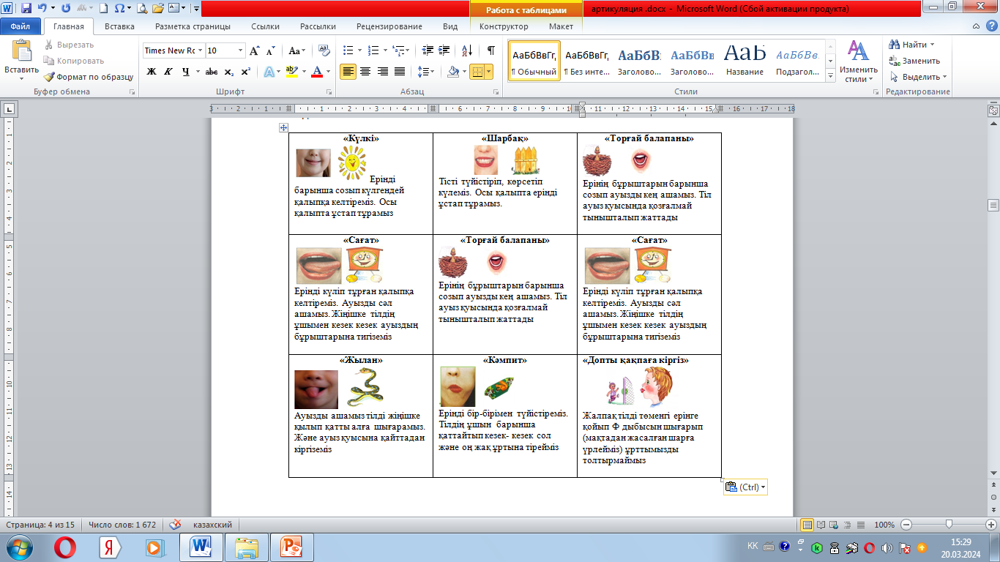 Работа с таблицами
артикуляция .docx - Microsoft Word (Сбой активации продукта)
Файл
Главная
Вставка
Разметка страницы
Ссылки
Рассылки
Рецензирование
Вид
Конструктор
Макет
Вставить
Вырезать
Копировать
Формат по образцу
Буфер обмена
Times New Ro
10
Шрифт
Абзац
АаБбВвГг,
¶ Обычный
АаБбВвГг,
¶ Без инте...
АаБбВ
Заголово...
АаБбВв
Заголово...
АаБ
Название
АаБбВв.
Подзагол...
Стили
Изменить
стили
Найти
Заменить
Выделить
Редактирование
«Күлкі»
Ерінді
барынша созып күлгендей
қалыпқа келтіреміз. Осы
қалыпта ұстап тұрамыз
«Шарбақ»
Тісті түйістіріп, көрсетіп
күлеміз. Осы қалыпта ерінді
ұстап тұрамыз.
«Торғай балапаны»
Ерінің бұрыштарын барынша
созып ауызды кең ашамыз. Тіл
ауыз қуысында қозғалмай
тынышталып жаттады
«Сағат»
Ерінді күліп тұрған қалыпқа
келтіреміз. Ауызды сәл
ашамыз. Жіңішке тілдің
ұшымен кезек кезек ауыздың
бұрыштарына тигіземіз
«Торғай балапаны»
Ерінің бұрыштарын барынша
созып ауызды кең ашамыз. Тіл
ауыз қуысында қозғалмай
тынышталып жаттады
«Сағат»
Ерінді күліп тұрған қалыпқа
келтіреміз. Ауызды сәл
ашамыз. Жіңішке тілдің
ұшымен кезек кезек ауыздың
бұрыштарына тигіземіз
«Жылан»
Ауызды ашамыз тілді жіңішке
қылып қатты алға шығарамыз.
Және ауыз қуысына қайттадан
кіргіземіз
«Кәмпит»
Ерінді бір-бірімен түйістіреміз.
Тілдің ұшын барынша
қаттайтып кезек- кезек сол
және оң жақ ұртына тірейміз
«Допты қақпаға кіргіз»
Жалпақ тілді төменгі ерінге
қойып Ф дыбысын шығарып
(мақтадан жасалған шарға
үрлейміз) ұрттымызды
толтырмаймыз
(Ctrl)
Страница: 4 из 15
Число слов: 1 672
казахский
100%
KK
15:29
20.03.2024